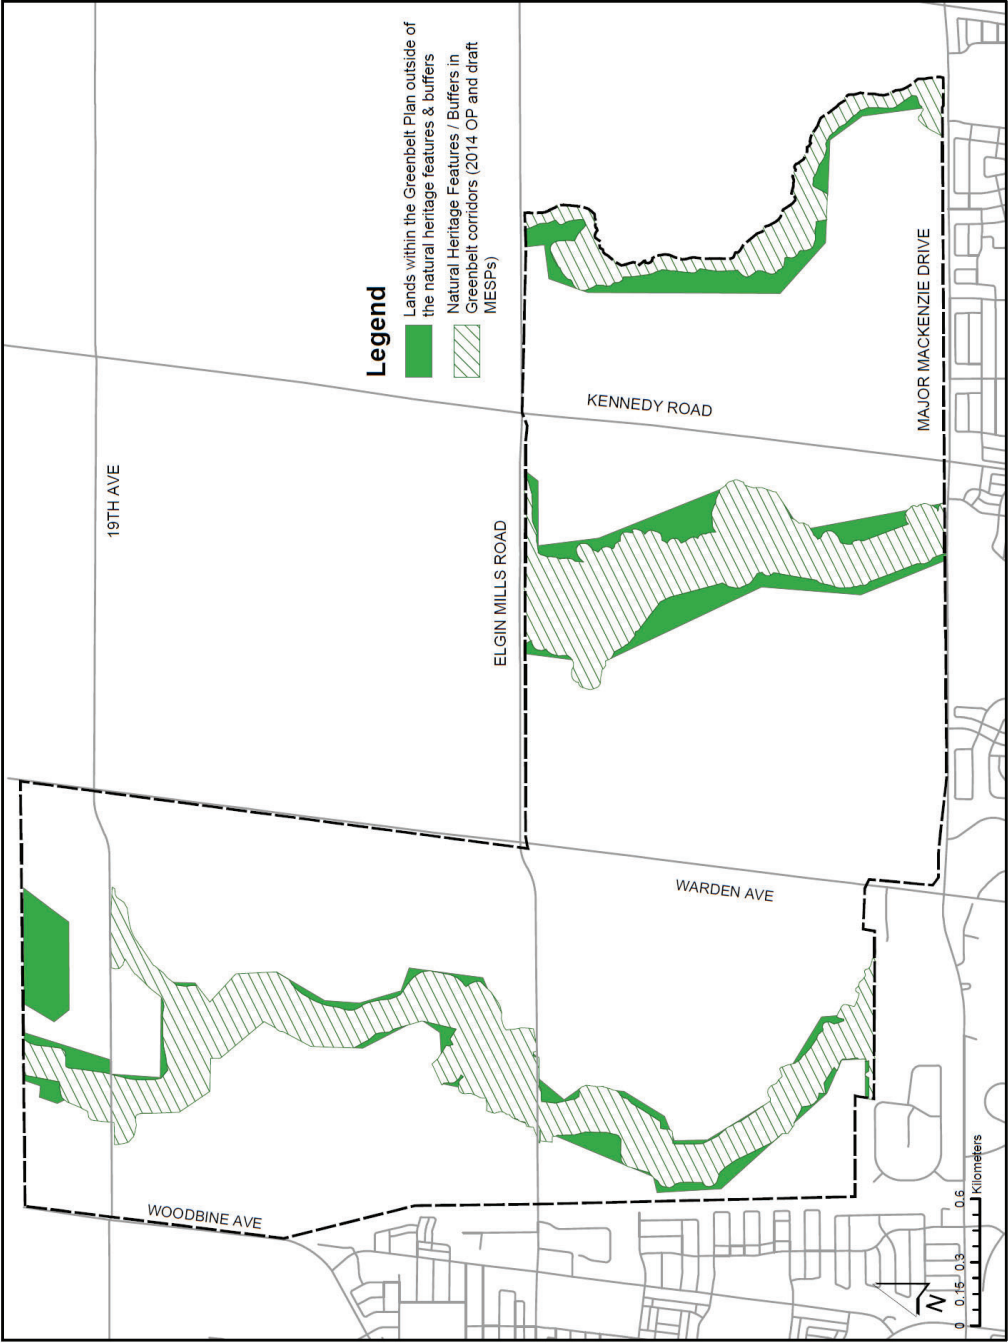 19TH AVE
Legend
Lands within the Greenbelt Plan outside of
the natural heritage features & buffers
Natural Heritage Features / Buffers in
Greenbelt corridors (2014 OP and draft
MESPs)
ELGIN MILLS ROAD
KENNEDY ROAD
MAJOR MACKENZIE DRIVE
WARDEN AVE
WOODBINE AVE
N
0 0.15 0.3 0.6
Kilometers